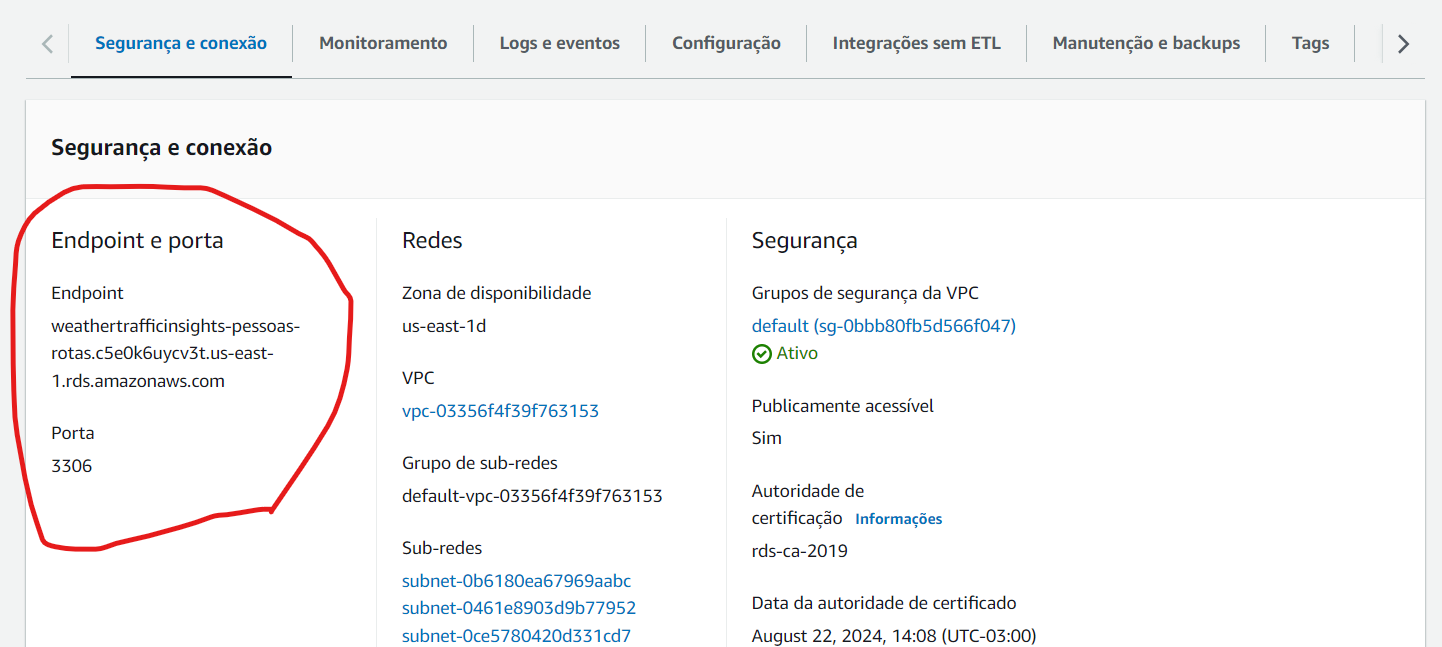 Segurança e conexão
Monitoramento
Logs e eventos
Configuração
Integrações sem ETL
Manutenção e backups
Tags
Segurança e conexão
Endpoint e porta
Endpoint
weathertrafficinsights-pessoas-
rotas.c5e0k6uycv3t.us-east-
1.rds.amazonaws.com
Porta
3306
Redes
Zona de disponibilidade
us-east-1d
VPC
vpc-03356f4f39f763153
Grupo de sub-redes
default-vpc-03356f4f39f763153
Sub-redes
subnet-0b6180ea67969aabc
subnet-0461e8903d9b77952
subnet-0ce5780420d331cd7
Segurança
Grupos de segurança da VPC
default (sg-0bbb80fb5d566f047)
Ativo
Publicamente acessível
Sim
Autoridade de
certificação Informações
rds-ca-2019
Data da autoridade de certificado
August 22, 2024, 14:08 (UTC-03:00)